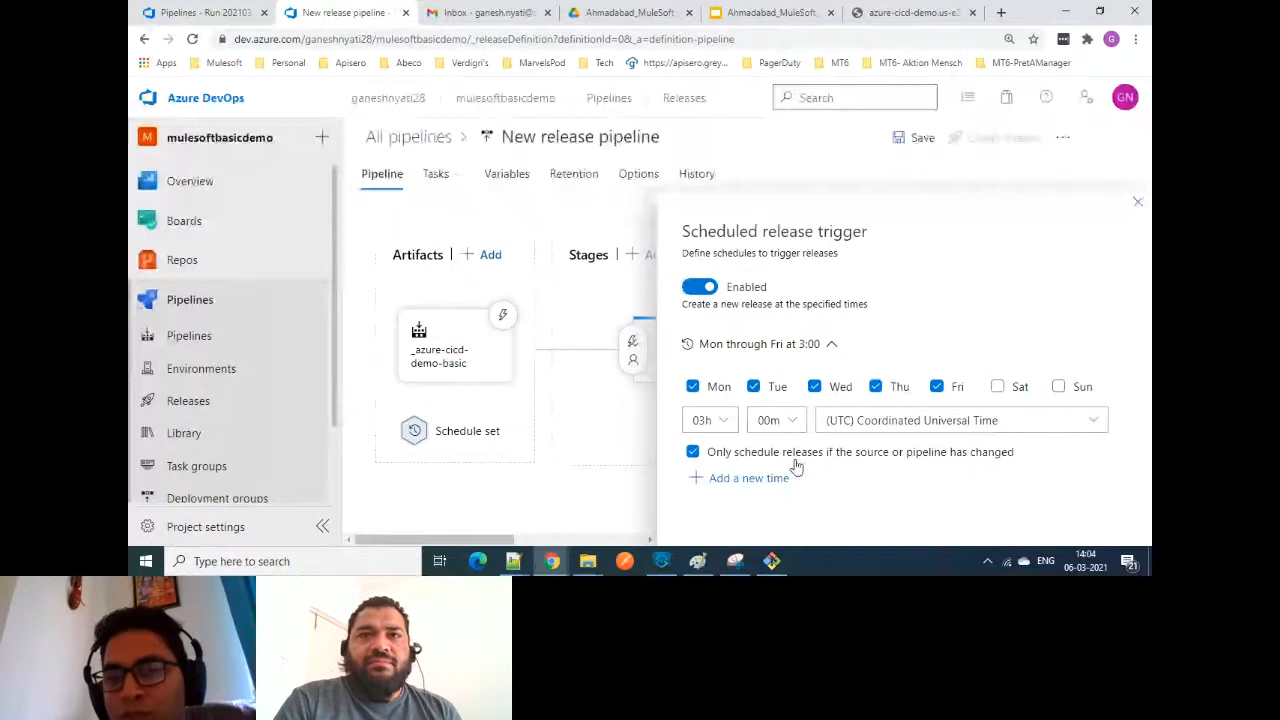 Pipelines - Run 202103
New release pipeline -
Inbox - ganesh.nyati@
Ahmadabad_MuleSoft_
Ahmadabad_MuleSoft_
azure-cicd-demo.us-e
dev.azure.com/ganeshnyati28/mulesoftbasicdemo/_releaseDefinition?definitionId=0&_a=definition-pipeline
G
Apps
Mulesoft
Personal
Apisero
Abeco
Verdigri's
MarvelsPod
Tech
https://apisero.grey...
PagerDuty
MT6
MT6- Aktion Mensch
MT6-PretAManager
Azure DevOps
ganeshnyati28
mulesoftbasicdemo
Pipelines
Releases
Search
GN
M
mulesoftbasicdemo
All pipelines > New release pipeline
Save
Pipeline
Tasks
Variables
Retention
Options
History
Overview
Boards
Repos
Pipelines
Pipelines
Environments
Releases
Library
Task groups
Deployment groups
Project settings
Artifacts | + Add
Stages
_azure-cicd-
demo-basic
Schedule set
Scheduled release trigger
Define schedules to trigger releases
Enabled
Create a new release at the specified times
Mon through Fri at 3:00
Mon
Tue
Wed
Thu
Fri
Sat
Sun
03h
00m
(UTC) Coordinated Universal Time
Only schedule releases if the source or pipeline has changed
+ Add a new time
Type here to search
ENG
14:04
06-03-2021
21